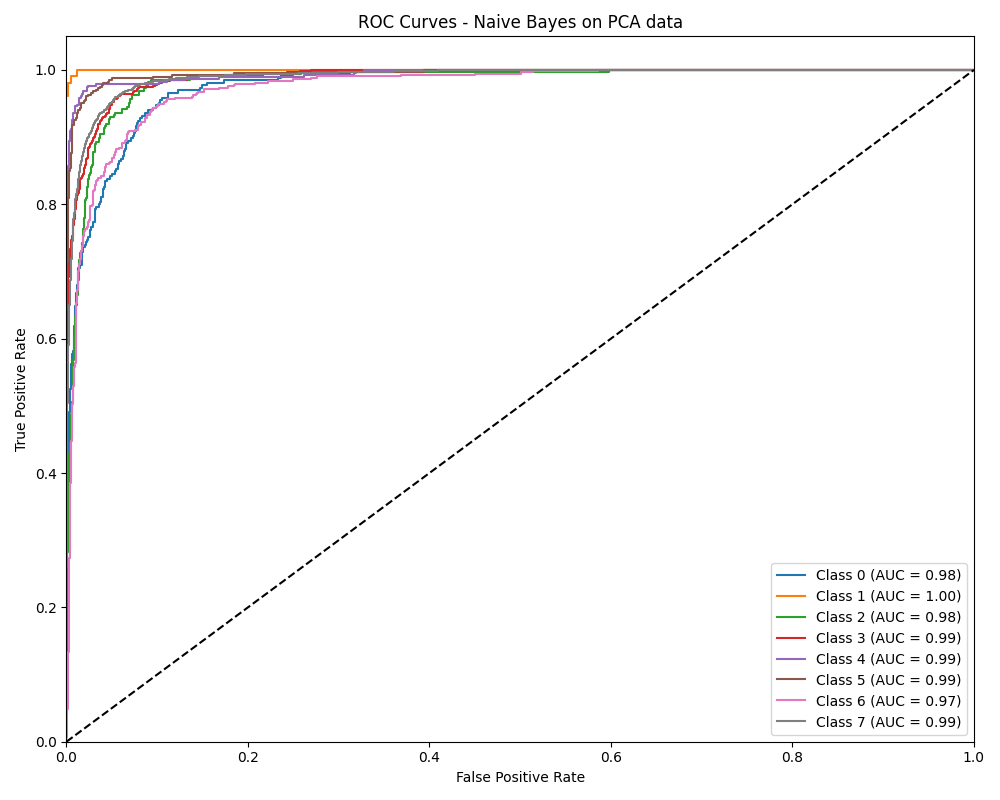 ROC Curves - Naive Bayes on PCA data
True Positive Rate
1.0
0.8
0.6
0.4
0.2
0.0
0.0 0.2 0.4 0.6 0.8 1.0
False Positive Rate
Class 0 (AUC = 0.98)
Class 1 (AUC = 1.00)
Class 2 (AUC = 0.98)
Class 3 (AUC = 0.99)
Class 4 (AUC = 0.99)
Class 5 (AUC = 0.99)
Class 6 (AUC = 0.97)
Class 7 (AUC = 0.99)